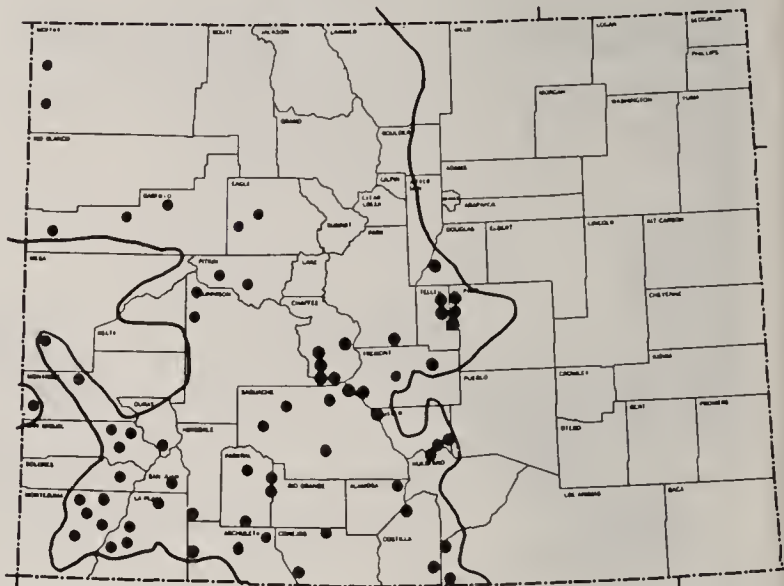 MOFFAT
ROUTT
JACKSON
LARIMER
WELD
LOGAN
SEDGWICK
PHILLIPS
MORGAN
WASHINGTON
YUMA
RIO BLANCO
GRAND
BOULDER
GILPIN
ADAMS
ARAPAHOE
GARFIELD
EAGLE
SUMMIT
PARK
DOUGLAS
ELBERT
LINCOLN
KIT CARSON
MESA
PITKIN
LAKE
CHAFFEE
GUNNISON
TELLER
CHEYENNE
DELTA
FREMONT
KIOWA
MONTROSE
OURAY
SAGUACHE
PUEBLO
CROWLEY
SAN MIGUEL
HINSDALE
CUSTER
OTERO
BENT
PROWERS
DOLORES
SAN JUAN
MINERAL
HUERFANO
MONTEZUMA
LA PLATA
RIO GRANDE
ALAMOSA
LAS ANIMAS
BACA
ARCHULETA
CONEJOS
COSTILLA